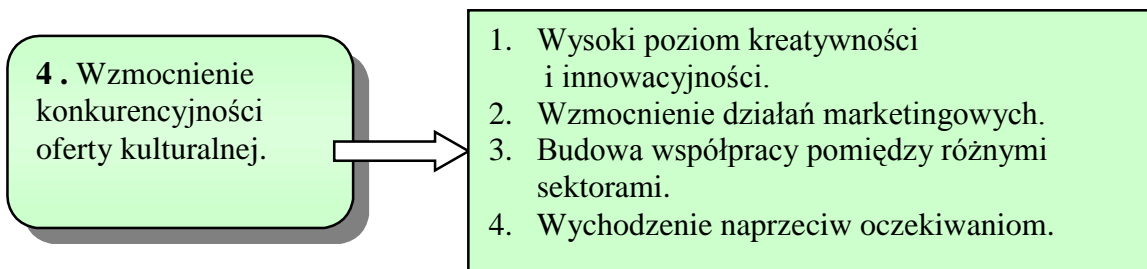 4 . Wzmocnienie
konkurencyjności
oferty kulturalnej.
1. Wysoki poziom kreatywności
i innowacyjności.
2. Wzmocnienie działań marketingowych.
3. Budowa współpracy pomiędzy różnymi
sektorami.
4. Wychodzenie naprzeciw oczekiwaniom.